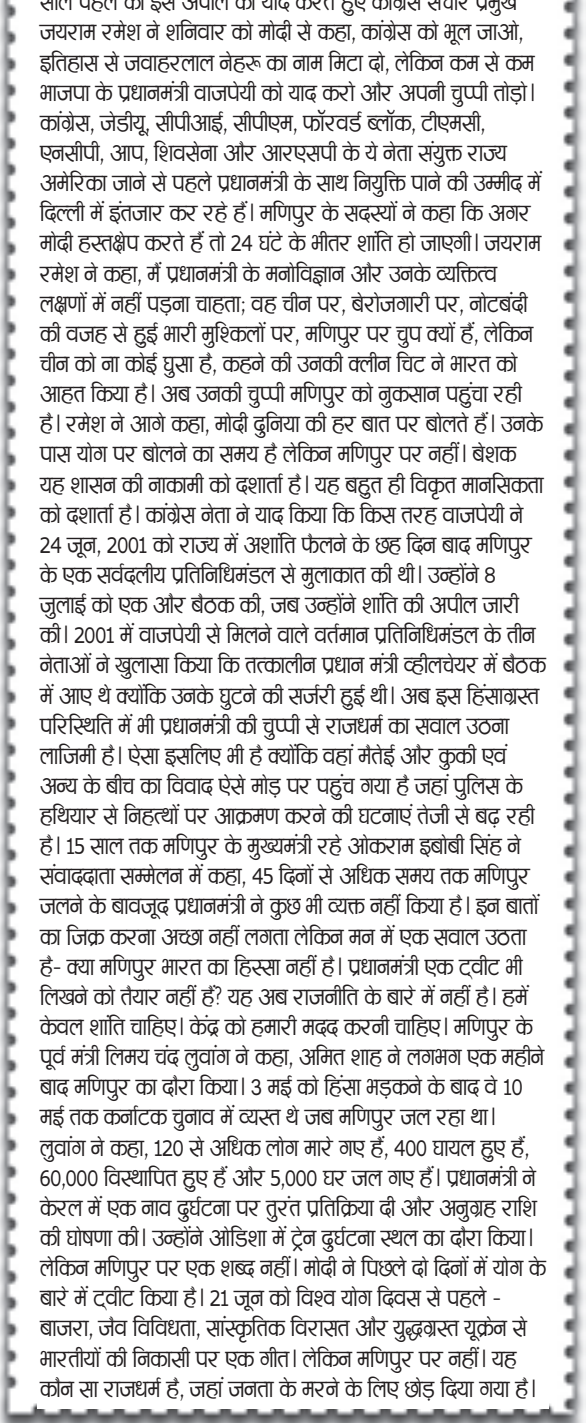 साल पहले की इस अपील को याद करते हुए कांग्रेस संचार प्रमुख
जयराम रमेश ने शनिवार को मोदी से कहा, कांग्रेस को भूल जाओ,
इतिहास से जवाहरलाल नेहरू का नाम मिटा दो, लेकिन कम से कम
भाजपा के प्रधानमंत्री वाजपेयी को याद करो और अपनी चुप्पी तोड़ो।
कांग्रेस, जेडीयू, सीपीआई, सीपीएम, फॉरवर्ड ब्लॉक, टीएमसी,
एनसीपी, आप, शिवसेना और आरएसपी के ये नेता संयुक्त राज्य
अमेरिका जाने से पहले प्रधानमंत्री के साथ नियुक्ति पाने की उम्मीद में
दिल्ली में इंतजार कर रहे हैं। मणिपुर के सदस्यों ने कहा कि अगर
मोदी हस्तक्षेप करते हैं तो 24 घंटे के भीतर शांति हो जाएगी। जयराम
रमेश ने कहा, मैं प्रधानमंत्री के मनोविज्ञान और उनके व्यक्तित्व
लक्षणों में नहीं पड़ना चाहता; वह चीन पर, बेरोजगारी पर, नोटबंदी
की वजह से हुई भारी मुश्किलों पर, मणिपुर पर चुप क्यों हैं, लेकिन
चीन को ना कोई घुसा है, कहने की उनकी क्लीन चिट ने भारत को
आहत किया है। अब उनकी चुप्पी मणिपुर को नुकसान पहुंचा रही
है। रमेश ने आगे कहा, मोदी दुनिया की हर बात पर बोलते हैं। उनके
पास योग पर बोलने का समय है लेकिन मणिपुर पर नहीं। बेशक
यह शासन की नाकामी को दशार्ता है। यह बहुत ही विकृत मानसिकता
को दशार्ता है। कांग्रेस नेता ने याद किया कि किस तरह वाजपेयी ने
24 जून, 2001 को राज्य में अशांति फैलने के छह दिन बाद मणिपुर
के एक सर्वदलीय प्रतिनिधिमंडल से मुलाकात की थी। उन्होंने 8
जुलाई को एक और बैठक की, जब उन्होंने शांति की अपील जारी
की। 2001 में वाजपेयी से मिलने वाले वर्तमान प्रतिनिधिमंडल के तीन
नेताओं ने खुलासा किया कि तत्कालीन प्रधान मंत्री व्हीलचेयर में बैठक
में आए थे क्योंकि उनके घुटने की सर्जरी हुई थी। अब इस हिंसाग्रस्त
परिस्थिति में भी प्रधानमंत्री की चुप्पी से राजधर्म का सवाल उठना
लाजिमी है। ऐसा इसलिए भी है क्योंकि वहां मैतेई और कुकी एवं
अन्य के बीच का विवाद ऐसे मोड़ पर पहुंच गया है जहां पुलिस के
हथियार से निहत्थों पर आक्रमण करने की घटनाएं तेजी से बढ़ रही
है। 15 साल तक मणिपुर के मुख्यमंत्री रहे ओकराम इबोबी सिंह ने
संवाददाता सम्मेलन में कहा, 45 दिनों से अधिक समय तक मणिपुर
जलने के बावजूद प्रधानमंत्री ने कुछ भी व्यक्त नहीं किया है। इन बातों
का जिक्र करना अच्छा नहीं लगता लेकिन मन में एक सवाल उठता
है- क्या मणिपुर भारत का हिस्सा नहीं है। प्रधानमंत्री एक ट्वीट भी
लिखने को तैयार नहीं हैं? यह अब राजनीति के बारे में नहीं है। हमें
केवल शांति चाहिए। केंद्र को हमारी मदद करनी चाहिए। मणिपुर के
पूर्व मंत्री लिमय चंद लुवांग ने कहा, अमित शाह ने लगभग एक महीने
बाद मणिपुर का दौरा किया। 3 मई को हिंसा भड़कने के बाद वे 10
मई तक कर्नाटक चुनाव में व्यस्त थे जब मणिपुर जल रहा था।
लुवांग ने कहा, 120 से अधिक लोग मारे गए हैं, 400 घायल हुए हैं,
60,000 विस्थापित हुए हैं और 5,000 घर जल गए हैं। प्रधानमंत्री ने
केरल में एक नाव दुर्घटना पर तुरंत प्रतिक्रिया दी और अनुग्रह राशि
की घोषणा की। उन्होंने ओडिशा में ट्रेन दुर्घटना स्थल का दौरा किया।
लेकिन मणिपुर पर एक शब्द नहीं। मोदी ने पिछले दो दिनों में योग के
बारे में ट्वीट किया है। 21 जून को विश्व योग दिवस से पहले -
बाजरा, जैव विविधता, सांस्कृतिक विरासत और युद्धग्रस्त यूक्रेन से
भारतीयों की निकासी पर एक गीत। लेकिन मणिपुर पर नहीं। यह
कौन सा राजधर्म है, जहां जनता के मरने के लिए छोड़ दिया गया है।